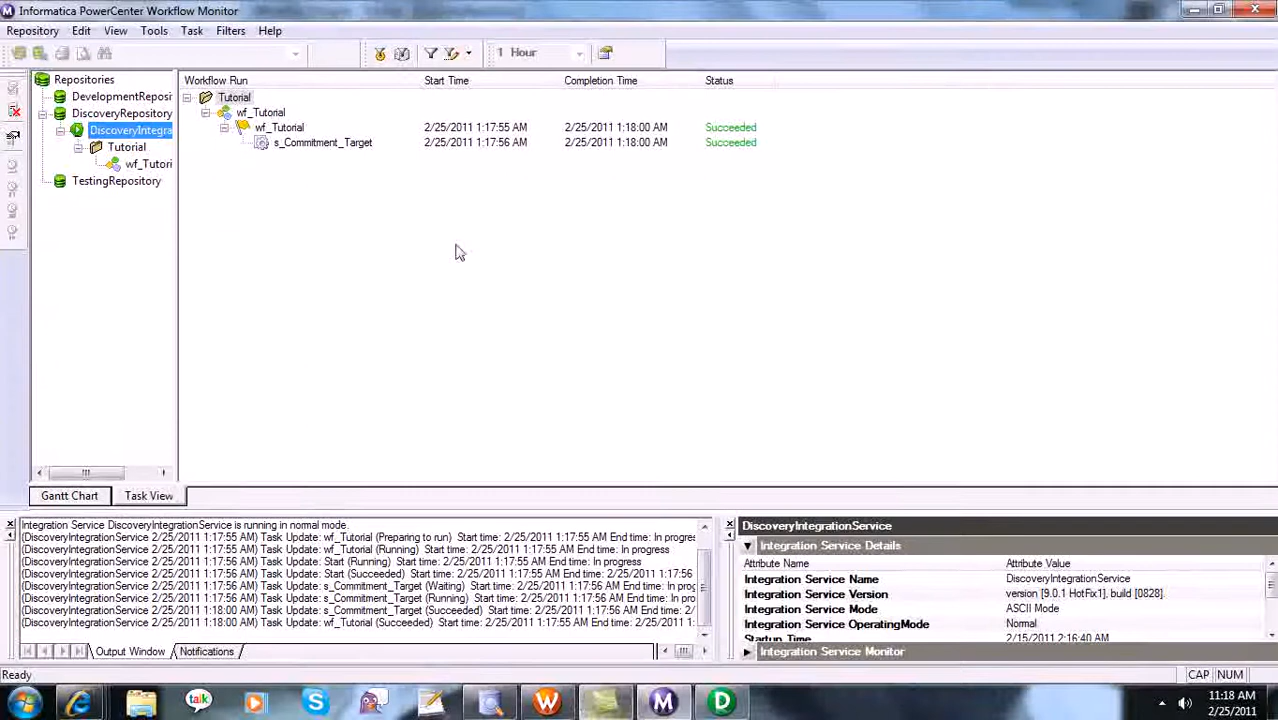 Informatica PowerCenter Workflow Monitor
Repository Edit View Tools Task Filters Help
1 Hour
Repositories
DevelopmentReposi
DiscoveryRepository
DiscoveryIntegra
Tutorial
wf_Tutori
TestingRepository
Workflow Run Start Time Completion Time Status
Tutorial
wf_Tutorial
wf_Tutorial 2/25/2011 1:17:55 AM 2/25/2011 1:18:00 AM Succeeded
s_Commitment_Target 2/25/2011 1:17:56 AM 2/25/2011 1:18:00 AM Succeeded
Gantt Chart Task View
Integration Service DiscoveryIntegrationService is running in normal mode.
(DiscoveryIntegrationService 2/25/2011 1:17:55 AM) Task Update: wf_Tutorial (Preparing to run) Start time: 2/25/2011 1:17:55 AM End time: In progre
(DiscoveryIntegrationService 2/25/2011 1:17:55 AM) Task Update: wf_Tutorial (Running) Start time: 2/25/2011 1:17:55 AM End time: In progress
(DiscoveryIntegrationService 2/25/2011 1:17:55 AM) Task Update: Start (Running) Start time: 2/25/2011 1:17:55 AM End time: In progress
(DiscoveryIntegrationService 2/25/2011 1:17:56 AM) Task Update: Start (Succeeded) Start time: 2/25/2011 1:17:55 AM End time: 2/25/2011 1:17:56
(DiscoveryIntegrationService 2/25/2011 1:17:56 AM) Task Update: s_Commitment_Target (Waiting) Start time: 2/25/2011 1:17:56 AM End time: In prog
(DiscoveryIntegrationService 2/25/2011 1:17:56 AM) Task Update: s_Commitment_Target (Running) Start time: 2/25/2011 1:17:56 AM End time: In pro
(DiscoveryIntegrationService 2/25/2011 1:18:00 AM) Task Update: s_Commitment_Target (Succeeded) Start time: 2/25/2011 1:17:56 AM End time: 2/
(DiscoveryIntegrationService 2/25/2011 1:18:00 AM) Task Update: wf_Tutorial (Succeeded) Start time: 2/25/2011 1:17:55 AM End time: 2/25/2011 1:
Output Window Notifications
DiscoveryIntegrationService
Integration Service Details
Attribute Name Attribute Value
Integration Service Name DiscoveryIntegrationService
Integration Service Version version [9.0.1 HotFix1], build [0828].
Integration Service Mode ASCII Mode
Integration Service OperatingMode Normal
Startup Time 2/15/2011 2:16:40 AM
Integration Service Monitor
Ready CAP NUM
talk
11:18 AM
2/25/2011